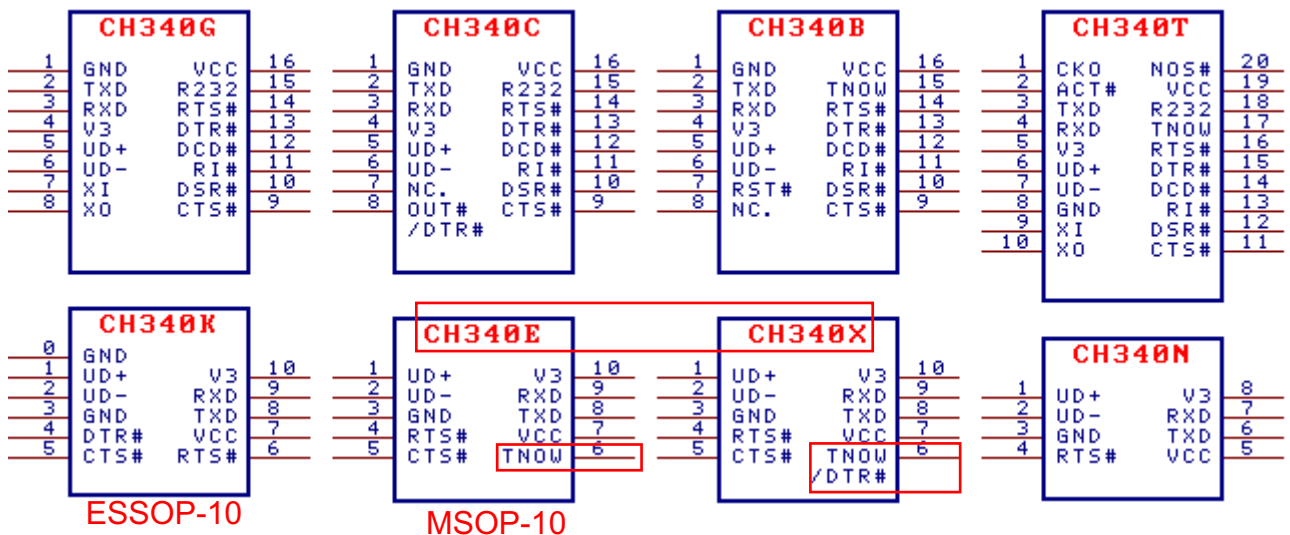 CH340G
1 GND VCC 16
2 TXD R232 15
3 RXD RTS# 14
4 V3 DTR# 13
5 UD+ DCD# 12
6 UD- RI# 11
7 XI DSR# 10
8 XO CTS# 9
CH340C
1 GND VCC 16
2 TXD R232 15
3 RXD RTS# 14
4 V3 DTR# 13
5 UD+ DCD# 12
6 UD- RI# 11
7 NC. DSR# 10
8 OUT# CTS# 9
/DTR#
CH340B
1 GND VCC 16
2 TXD TNOW 15
3 RXD RTS# 14
4 V3 DTR# 13
5 UD+ DCD# 12
6 UD- RI# 11
7 RST# DSR# 10
8 NC. CTS# 9
CH340T
1 CKO NOS# 20
2 ACT# VCC 19
3 TXD R232 18
4 RXD TNOW 17
5 V3 RTS# 16
6 UD+ DTR# 15
7 UD- DCD# 14
8 GND RI# 13
9 XI DSR# 12
10 XO CTS# 11
CH340K
0 GND
1 UD+ V3 10
2 UD- RXD 9
3 GND TXD 8
4 DTR# VCC 7
5 CTS# RTS# 6
ESSOP-10
CH340E
1 UD+ V3 10
2 UD- RXD 9
3 GND TXD 8
4 RTS# VCC 7
5 CTS# TNOW 6
MSOP-10
CH340X
1 UD+ V3 10
2 UD- RXD 9
3 GND TXD 8
4 RTS# VCC 7
5 CTS# TNOW 6
/DTR#
CH340N
1 UD+ V3 8
2 UD- RXD 7
3 GND TXD 6
4 RTS# VCC 5